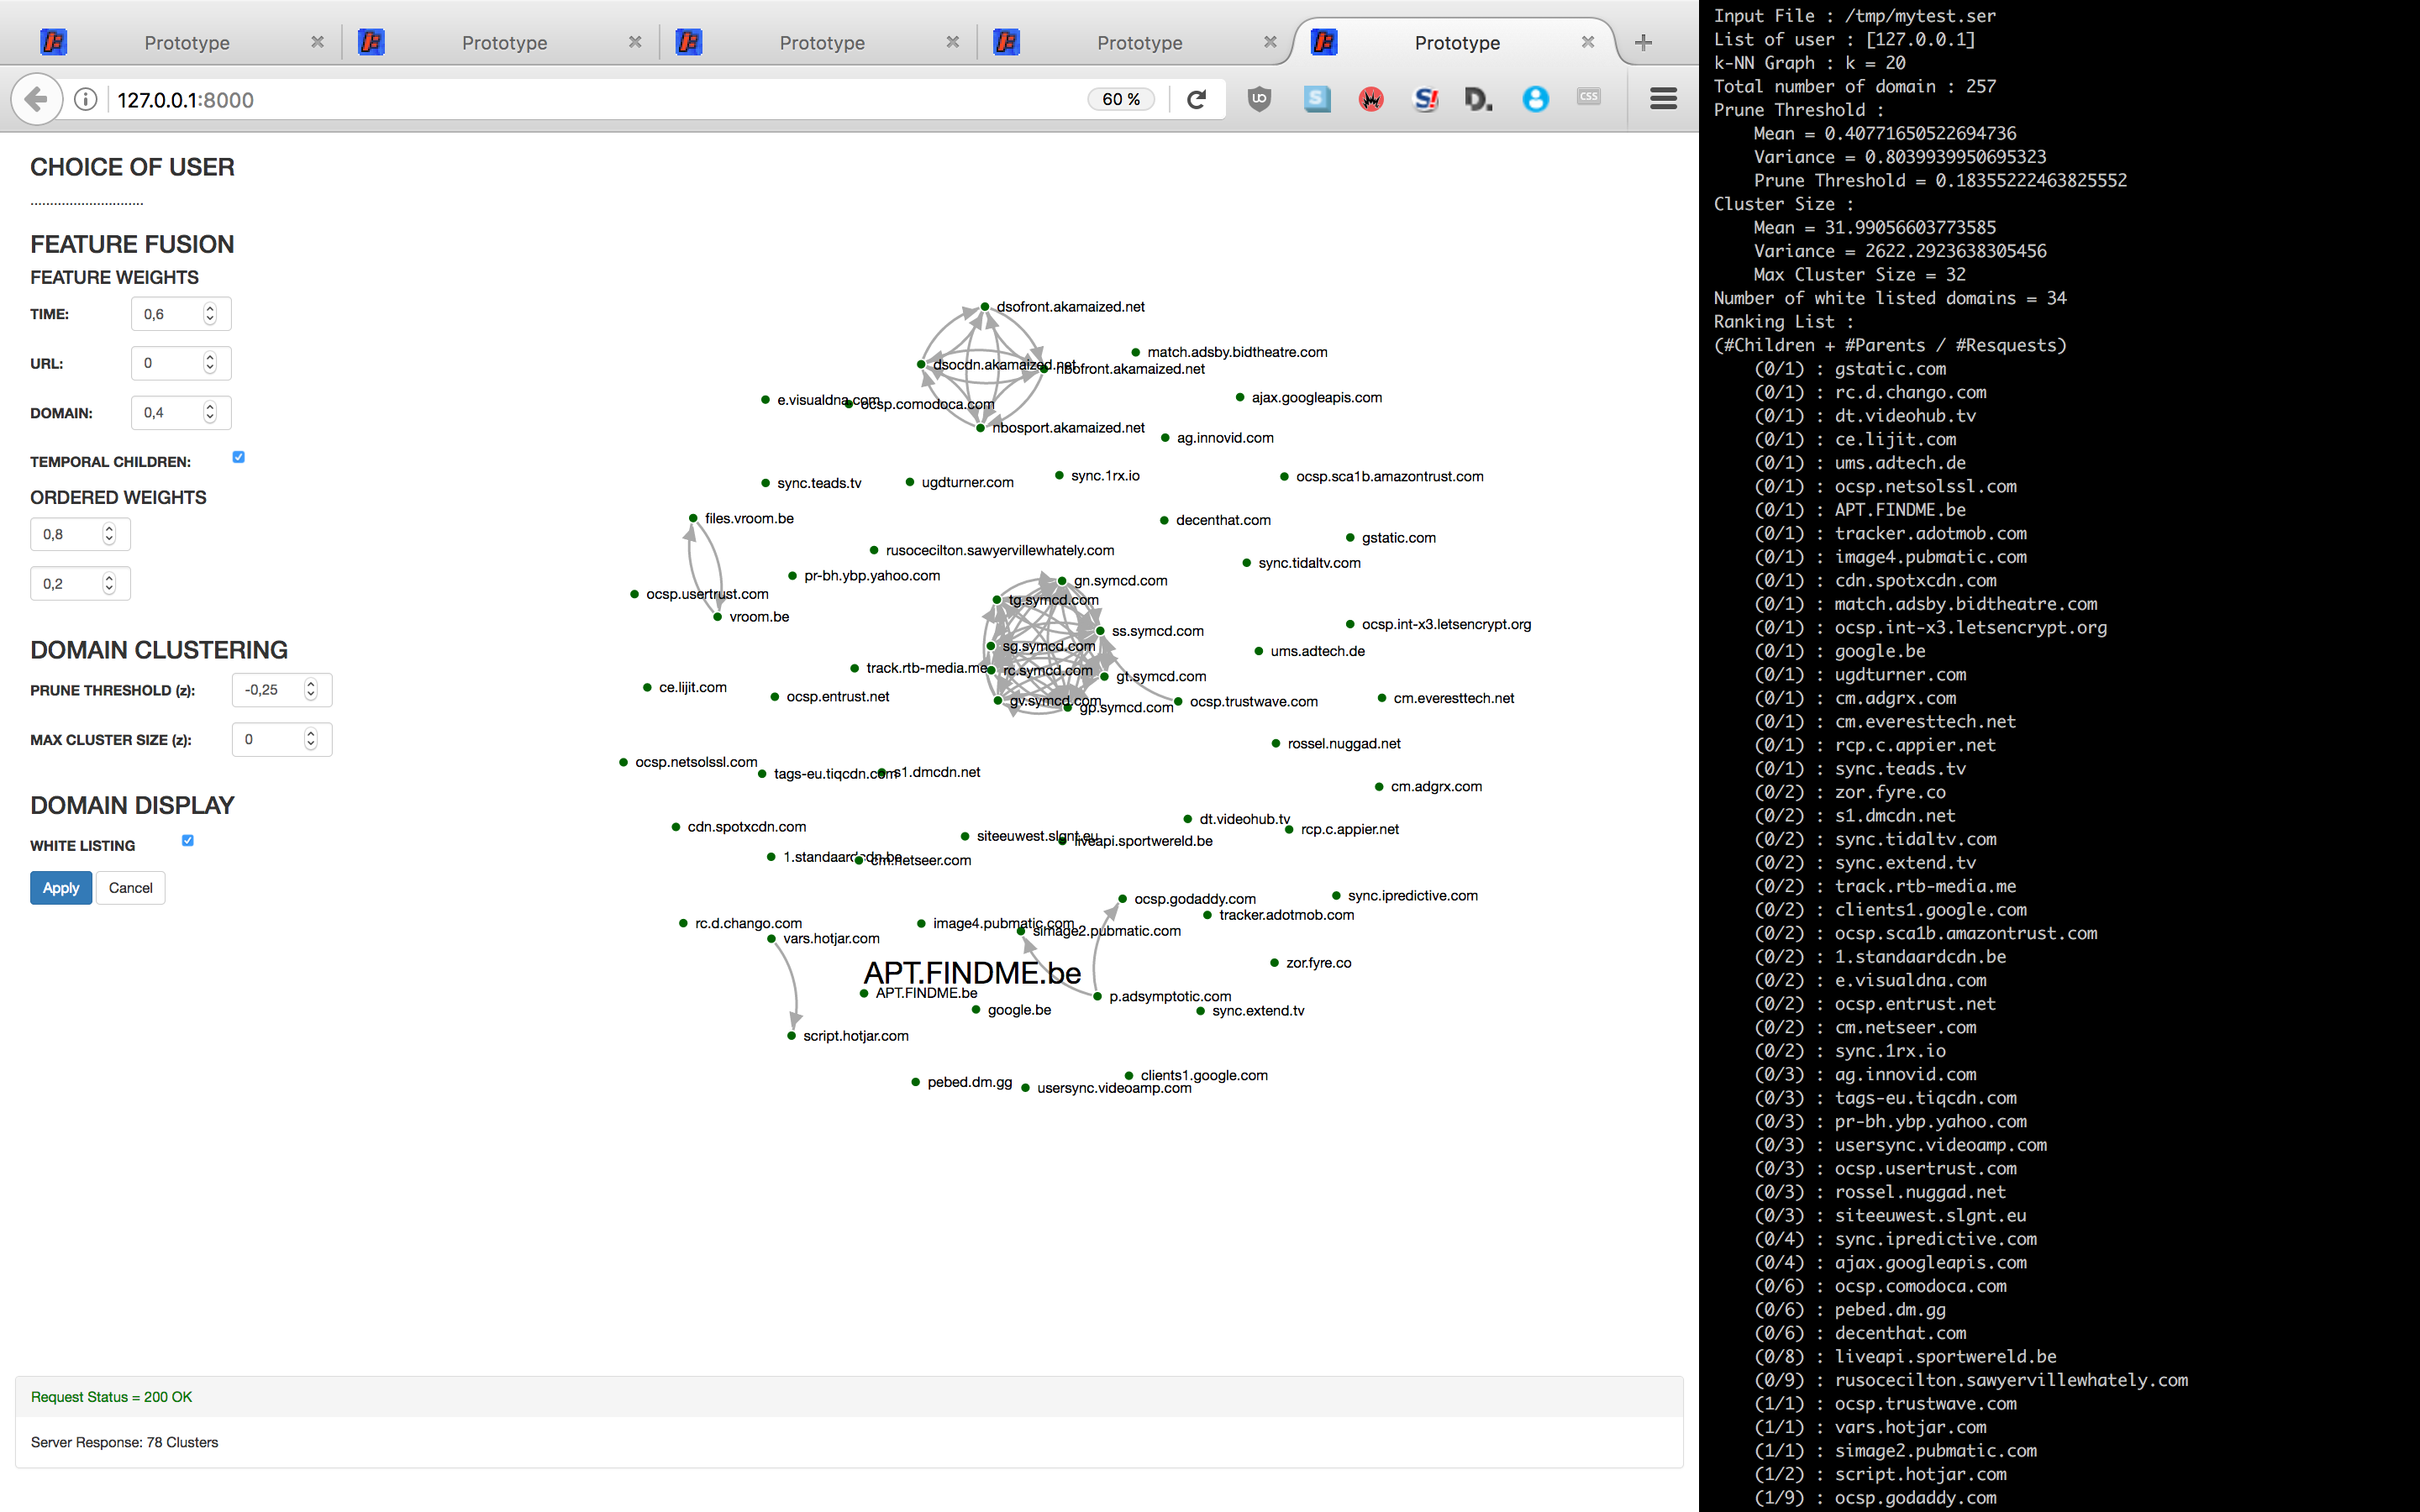 Prototype
Prototype
Prototype
Prototype
Prototype
127.0.0.1:8000
60 %
CSS
CHOICE OF USER
FEATURE FUSION
FEATURE WEIGHTS
TIME: 0,6
URL: 0
DOMAIN: 0,4
TEMPORAL CHILDREN:
ORDERED WEIGHTS
0,8
0,2
DOMAIN CLUSTERING
PRUNE THRESHOLD (z): -0,25
MAX CLUSTER SIZE (z): 0
DOMAIN DISPLAY
WHITE LISTING
Apply Cancel
dsofront.akamaized.net
match.adsby.bidtheatre.com
dsocdn.akamaized.net
nbofront.akamaized.net
e.visualdna.com
ocsp.comodoca.com
ajax.googleapis.com
nbosport.akamaized.net
ag.innovid.com
sync.teads.tv
ugdturner.com
sync.1rx.io
ocsp.sca1b.amazontrust.com
files.vroom.be
decenthat.com
gstatic.com
rusocecilton.sawyervillewhately.com
sync.tidaltv.com
pr-bh.ybp.yahoo.com
gn.symcd.com
ocsp.usertrust.com
tg.symcd.com
vroom.be
ss.symcd.com
ocsp.int-x3.letsencrypt.org
sg.symcd.com
ums.adtech.de
track.rtb-media.me
rc.symcd.com
gt.symcd.com
ce.lijit.com
ocsp.entrust.net
gv.symcd.com
gp.symcd.com
ocsp.trustwave.com
cm.everesttech.net
rossel.nuggad.net
ocsp.netsolssl.com
tags-eu.tiqcdn.com
s1.dmcdn.net
cm.adgrx.com
cdn.spotxcdn.com
siteeuwest.slgnt.eu
liveapi.sportwereld.be
dt.videohub.tv
rcp.c.appier.net
1.standaardcdn.be
cm.netseer.com
ocsp.godaddy.com
sync.ipredictive.com
tracker.adotmob.com
rc.d.chango.com
image4.pubmatic.com
simage2.pubmatic.com
vars.hotjar.com
zor.fyre.co
APT.FINDME.be
APT.FINDME.be
p.adsymptotic.com
google.be
sync.extend.tv
script.hotjar.com
pebed.dm.gg
usersync.videoamp.com
clients1.google.com
Request Status = 200 OK
Server Response: 78 Clusters
Input File : /tmp/mytest.ser
List of user : [127.0.0.1]
k-NN Graph : k = 20
Total number of domain : 257
Prune Threshold :
Mean = 0.40771650522694736
Variance = 0.8039939950695323
Prune Threshold = 0.18355222463825552
Cluster Size :
Mean = 31.99056603773585
Variance = 2622.2923638305456
Max Cluster Size = 32
Number of white listed domains = 34
Ranking List :
(#Children + #Parents / #Resquests)
(0/1) : gstatic.com
(0/1) : rc.d.chango.com
(0/1) : dt.videohub.tv
(0/1) : ce.lijit.com
(0/1) : ums.adtech.de
(0/1) : ocsp.netsolssl.com
(0/1) : APT.FINDME.be
(0/1) : tracker.adotmob.com
(0/1) : image4.pubmatic.com
(0/1) : cdn.spotxcdn.com
(0/1) : match.adsby.bidtheatre.com
(0/1) : ocsp.int-x3.letsencrypt.org
(0/1) : google.be
(0/1) : ugdturner.com
(0/1) : cm.adgrx.com
(0/1) : cm.everesttech.net
(0/1) : rcp.c.appier.net
(0/1) : sync.teads.tv
(0/2) : zor.fyre.co
(0/2) : s1.dmcdn.net
(0/2) : sync.tidaltv.com
(0/2) : sync.extend.tv
(0/2) : track.rtb-media.me
(0/2) : clients1.google.com
(0/2) : ocsp.sca1b.amazontrust.com
(0/2) : 1.standaardcdn.be
(0/2) : e.visualdna.com
(0/2) : ocsp.entrust.net
(0/2) : cm.netseer.com
(0/2) : sync.1rx.io
(0/3) : ag.innovid.com
(0/3) : tags-eu.tiqcdn.com
(0/3) : pr-bh.ybp.yahoo.com
(0/3) : usersync.videoamp.com
(0/3) : ocsp.usertrust.com
(0/3) : rossel.nuggad.net
(0/3) : siteeuwest.slgnt.eu
(0/4) : sync.ipredictive.com
(0/4) : ajax.googleapis.com
(0/6) : ocsp.comodoca.com
(0/6) : pebed.dm.gg
(0/6) : decenthat.com
(0/8) : liveapi.sportwereld.be
(0/9) : rusocecilton.sawyervillewhately.com
(1/1) : ocsp.trustwave.com
(1/1) : vars.hotjar.com
(1/1) : simage2.pubmatic.com
(1/2) : script.hotjar.com
(1/9) : ocsp.godaddy.com